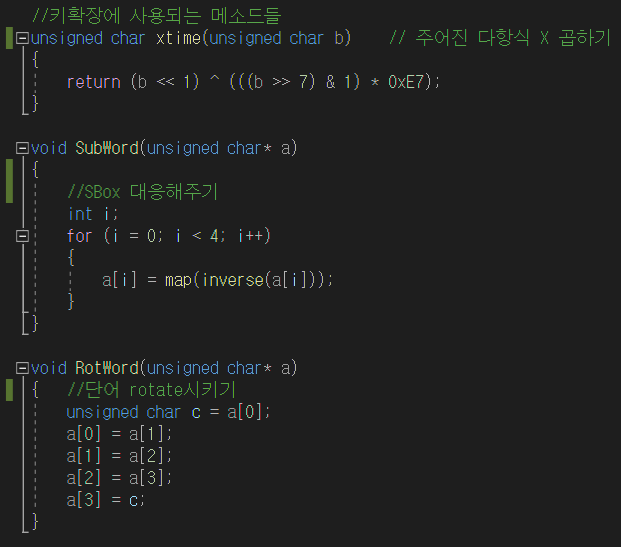 //키확장에 사용되는 메소드들
unsigned char xtime(unsigned char b)    // 주어진 다항식 X 곱하기
{
    return (b << 1) ^ (((b >> 7) & 1) * 0xE7);
}
void SubWord(unsigned char* a)
{
    //SBox 대응해주기
    int i;
    for (i = 0; i < 4; i++)
    {
        a[i] = map(inverse(a[i]));
    }
}
void RotWord(unsigned char* a)
{   //단어 rotate시키기
    unsigned char c = a[0];
    a[0] = a[1];
    a[1] = a[2];
    a[2] = a[3];
    a[3] = c;
}